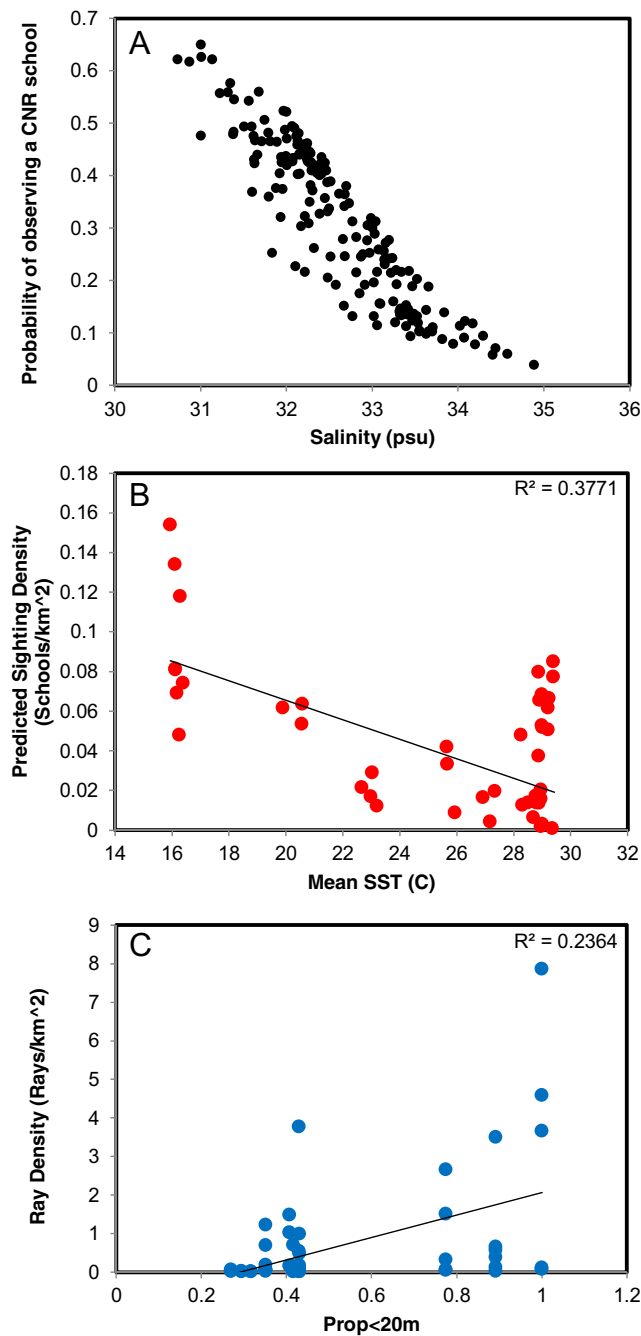 A
0.7
0.6
0.5
0.4
0.3
0.2
0.1
0
Probability of observing a CNR school
30 31 32 33 34 35 36
Salinity (psu)
B
R² = 0.3771
0.18
0.16
0.14
0.12
0.1
0.08
0.06
0.04
0.02
0
Predicted Sighting Density
(Schools/km^2)
14 16 18 20 22 24 26 28 30 32
Mean SST (C)
C
R² = 0.2364
9
8
7
6
5
4
3
2
1
0
Ray Density (Rays/km^2)
0 0.2 0.4 0.6 0.8 1 1.2
Prop<20m